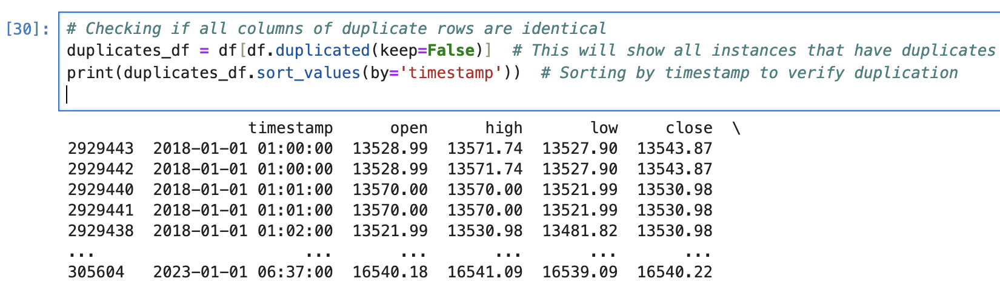 [30]: # Checking if all columns of duplicate rows are identical
duplicates_df = df[df.duplicated(keep=False)]  # This will show all instances that have duplicates
print(duplicates_df.sort_values(by='timestamp'))  # Sorting by timestamp to verify duplication
timestamp open high low close \
2929443 2018-01-01 01:00:00 13528.99 13571.74 13527.90 13543.87
2929442 2018-01-01 01:00:00 13528.99 13571.74 13527.90 13543.87
2929440 2018-01-01 01:01:00 13570.00 13570.00 13521.99 13530.98
2929441 2018-01-01 01:01:00 13570.00 13570.00 13521.99 13530.98
2929438 2018-01-01 01:02:00 13521.99 13530.98 13481.82 13530.98
... ... ... ... ... ...
305604 2023-01-01 06:37:00 16540.18 16541.09 16539.09 16540.22